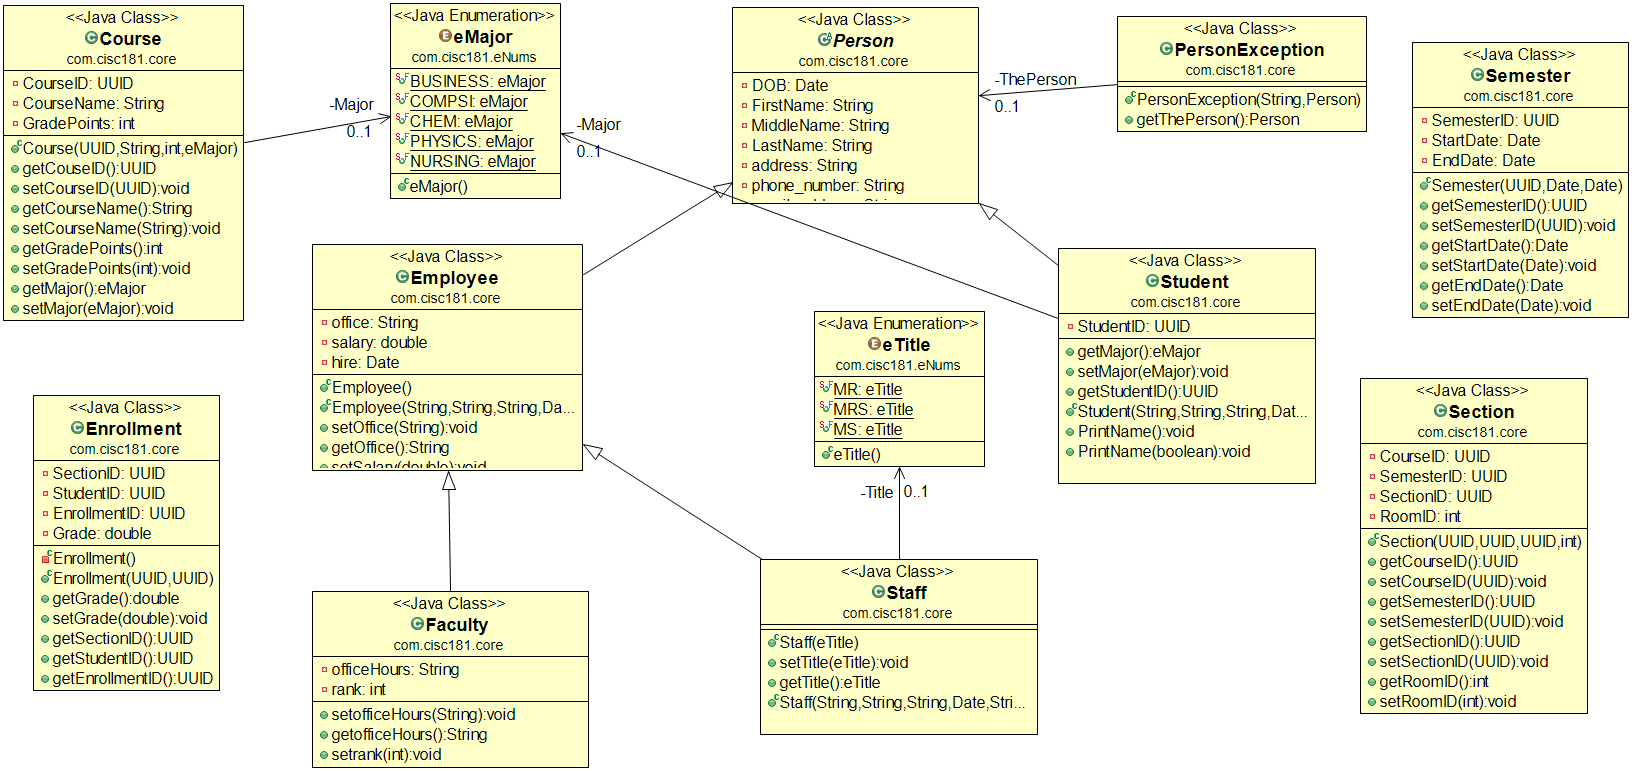 <<Java Class>>
Course
com.cisc181.core
CourseID: UUID
CourseName: String
GradePoints: int
Course(UUID,String,int,eMajor)
getCouseID():UUID
setCourseID(UUID):void
getCourseName():String
setCourseName(String):void
getGradePoints():int
setGradePoints(int):void
getMajor():eMajor
setMajor(eMajor):void
-Major
0..1
<<Java Enumeration>>
eMajor
com.cisc181.eNums
BUSINESS: eMajor
COMPSI: eMajor
CHEM: eMajor
PHYSICS: eMajor
NURSING: eMajor
eMajor()
-Major
0..1
<<Java Class>>
Person
com.cisc181.core
DOB: Date
FirstName: String
MiddleName: String
LastName: String
address: String
phone_number: String
-ThePerson
0..1
<<Java Class>>
PersonException
com.cisc181.core
PersonException(String,Person)
getThePerson():Person
<<Java Class>>
Semester
com.cisc181.core
SemesterID: UUID
StartDate: Date
EndDate: Date
Semester(UUID,Date,Date)
getSemesterID():UUID
setSemesterID(UUID):void
getStartDate():Date
setStartDate(Date):void
getEndDate():Date
setEndDate(Date):void
<<Java Class>>
Employee
com.cisc181.core
office: String
salary: double
hire: Date
Employee()
Employee(String,String,String,Da...
setOffice(String):void
getOffice():String
setSalary(double):void
<<Java Enumeration>>
eTitle
com.cisc181.eNums
MR: eTitle
MRS: eTitle
MS: eTitle
eTitle()
-Title
0..1
<<Java Class>>
Student
com.cisc181.core
StudentID: UUID
getMajor():eMajor
setMajor(eMajor):void
getStudentID():UUID
Student(String,String,String,Dat...
PrintName():void
PrintName(boolean):void
<<Java Class>>
Enrollment
com.cisc181.core
SectionID: UUID
StudentID: UUID
EnrollmentID: UUID
Grade: double
Enrollment()
Enrollment(UUID,UUID)
getGrade():double
setGrade(double):void
getSectionID():UUID
getStudentID():UUID
getEnrollmentID():UUID
<<Java Class>>
Faculty
com.cisc181.core
officeHours: String
rank: int
setofficeHours(String):void
getofficeHours():String
setrank(int):void
<<Java Class>>
Staff
com.cisc181.core
Staff(eTitle)
setTitle(eTitle):void
getTitle():eTitle
Staff(String,String,String,Date,Stri...
<<Java Class>>
Section
com.cisc181.core
CourseID: UUID
SemesterID: UUID
SectionID: UUID
RoomID: int
Section(UUID,UUID,UUID,int)
getCourseID():UUID
setCourseID(UUID):void
getSemesterID():UUID
setSemesterID(UUID):void
getSectionID():UUID
setSectionID(UUID):void
getRoomID():int
setRoomID(int):void